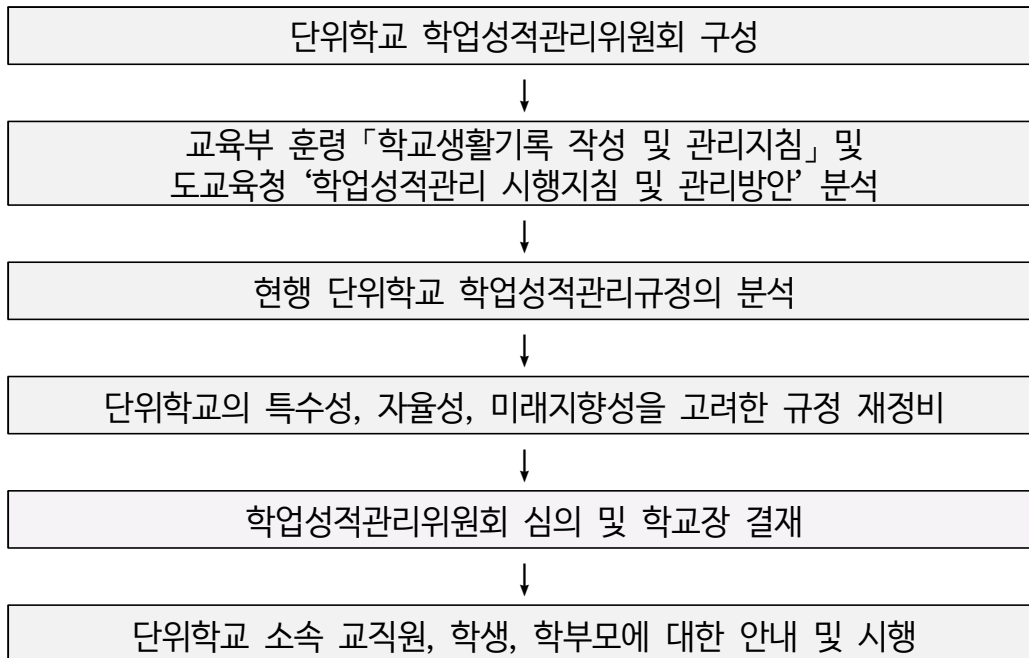 단위학교 학업성적관리위원회 구성
↓
교육부 훈령「학교생활기록 작성 및 관리지침」및
도교육청 ‘학업성적관리 시행지침 및 관리방안’ 분석
↓
현행 단위학교 학업성적관리규정의 분석
↓
단위학교의 특수성, 자율성, 미래지향성을 고려한 규정 재정비
↓
학업성적관리위원회 심의 및 학교장 결재
↓
단위학교 소속 교직원, 학생, 학부모에 대한 안내 및 시행